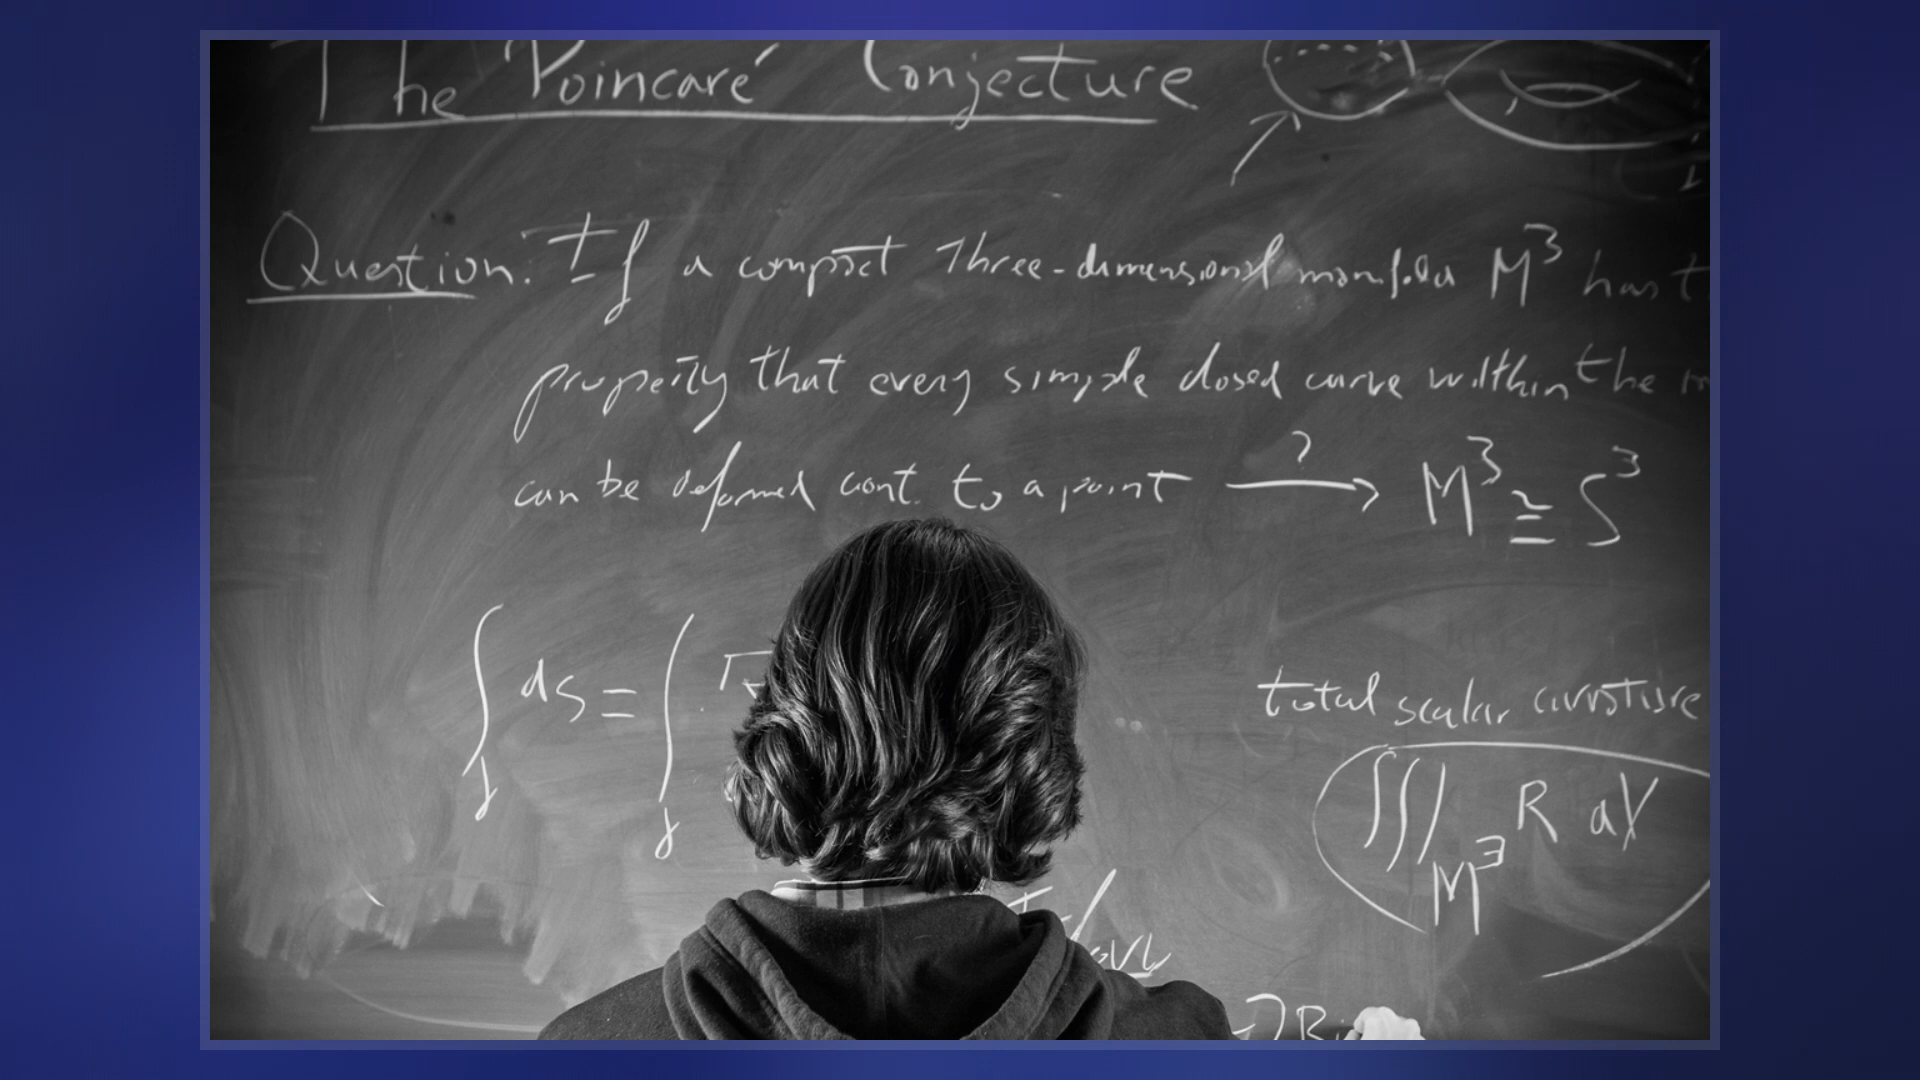 The Poincaré Conjecture
Question: If a compact three-dimensional manifold M³ has t
property that every simple closed curve within the m
can be deformed cont. to a point →? M³ ≅ S³
∫ ds = ∫
total scalar curvature
∫∫∫ M³ R dV